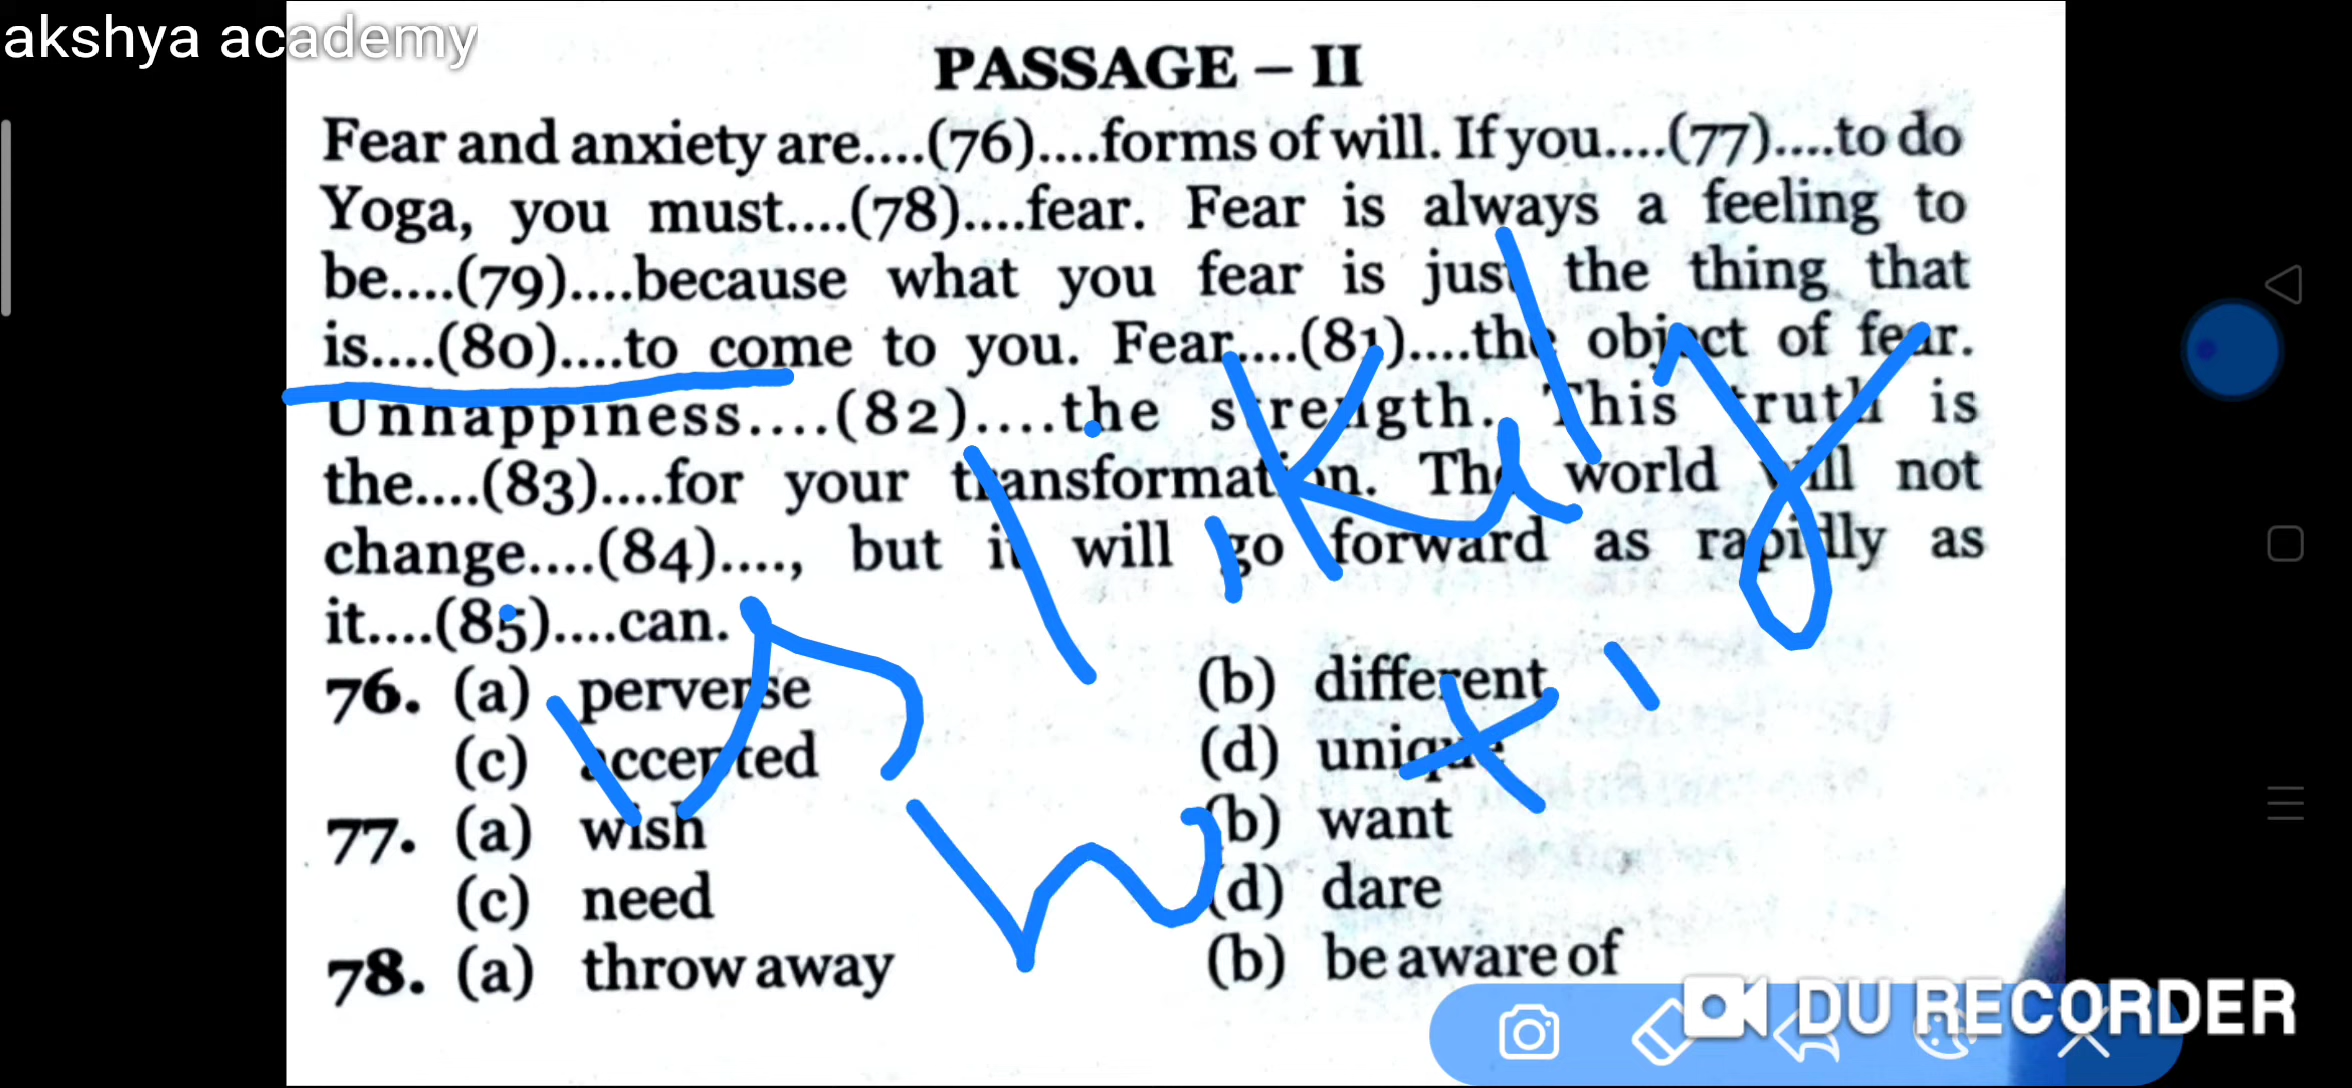 akshya academy
PASSAGE – II
Fear and anxiety are....(76)....forms of will. If you....(77)....to do
Yoga, you must....(78)....fear. Fear is always a feeling to
be....(79)....because what you fear is just the thing that
is....(80)....to come to you. Fear....(81)....the object of fear.
Unhappiness....(82)....the strength. This truth is
the....(83)....for your transformation. The world will not
change....(84)...., but it will go forward as rapidly as
it....(85)....can.
76. (a) perverse (b) different
(c) accepted (d) unique
77. (a) wish (b) want
(c) need (d) dare
78. (a) throw away (b) be aware of
DU RECORDER